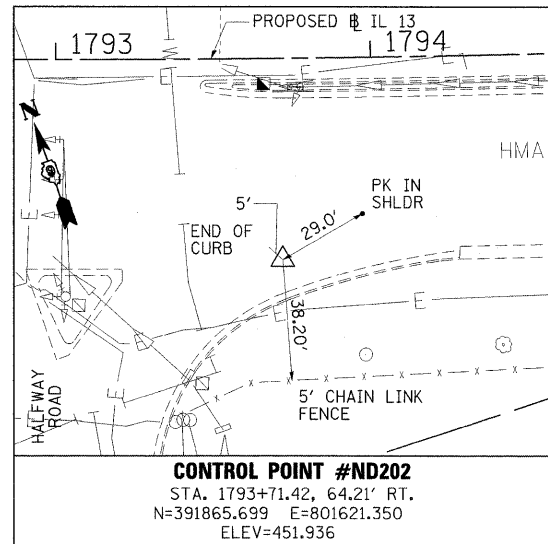 PROPOSED ⅊ IL 13
1793
1794
E
E
E
N
HMA
PK IN
SHLDR
5'
29.0'
END OF
CURB
E
E
E
38.20'
E
E
HALFWAY
ROAD
5' CHAIN LINK
FENCE
CONTROL POINT #ND202
STA. 1793+71.42, 64.21' RT.
N=391865.699 E=801621.350
ELEV=451.936